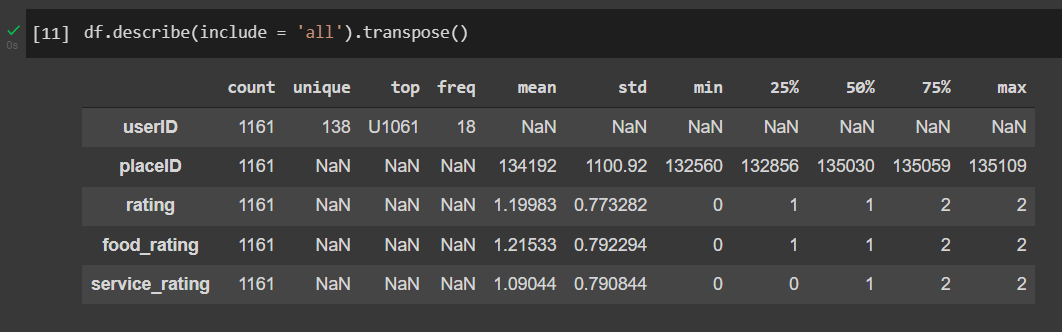 [11] df.describe(include = 'all').transpose()
0s
count unique top freq mean std min 25% 50% 75% max
userID 1161 138 U1061 18 NaN NaN NaN NaN NaN NaN NaN
placeID 1161 NaN NaN NaN 134192 1100.92 132560 132856 135030 135059 135109
rating 1161 NaN NaN NaN 1.19983 0.773282 0 1 1 2 2
food_rating 1161 NaN NaN NaN 1.21533 0.792294 0 1 1 2 2
service_rating 1161 NaN NaN NaN 1.09044 0.790844 0 0 1 2 2